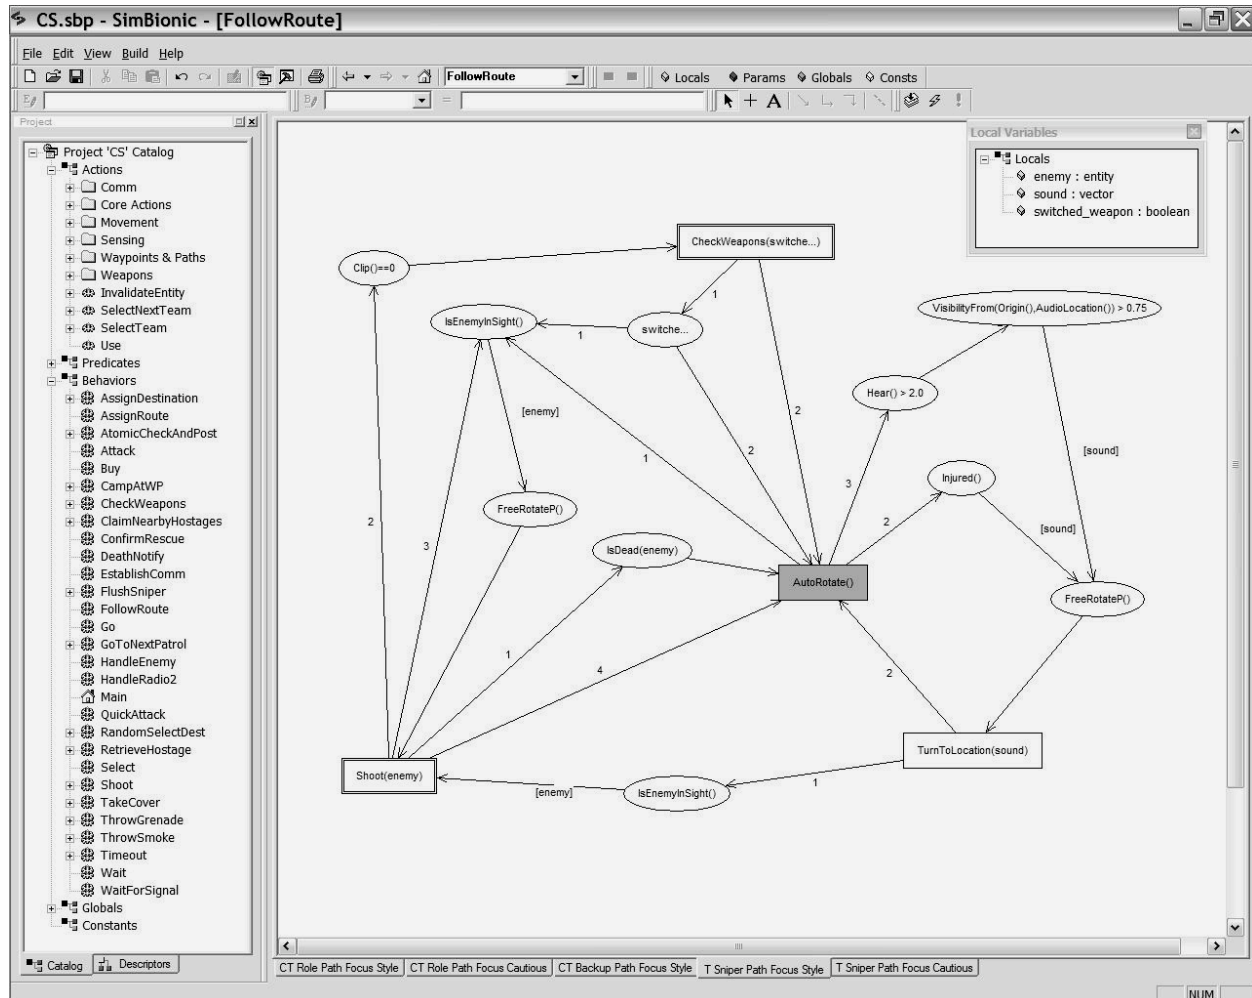 CS.sbp - SimBionic - [FollowRoute]
File Edit View Build Help
FollowRoute Locals Params Globals Consts
E B = A
Project
Project 'CS' Catalog
Actions
Comm
Core Actions
Movement
Sensing
Waypoints & Paths
Weapons
InvalidateEntity
SelectNextTeam
SelectTeam
Use
Predicates
Behaviors
AssignDestination
AssignRoute
AtomicCheckAndPost
Attack
Buy
CampAtWP
CheckWeapons
ClaimNearbyHostages
ConfirmRescue
DeathNotify
EstablishComm
FlushSniper
FollowRoute
Go
GoToNextPatrol
HandleEnemy
HandleRadio2
Main
QuickAttack
RandomSelectDest
RetrieveHostage
Select
Shoot
TakeCover
ThrowGrenade
ThrowSmoke
Timeout
Wait
WaitForSignal
Globals
Constants
Catalog Descriptors
Local Variables
Locals
enemy : entity
sound : vector
switched_weapon : boolean
CheckWeapons(switche...)
Clip()==0
1
VisibilityFrom(Origin(),AudioLocation()) > 0.75
IsEnemyInSight()
1
switche...
Hear() > 2.0
[enemy]
2
[sound]
2
1
3
Injured()
FreeRotateP()
2
3
2
[sound]
IsDead(enemy)
AutoRotate()
FreeRotateP()
1
4
2
TurnToLocation(sound)
Shoot(enemy)
[enemy]
IsEnemyInSight()
1
CT Role Path Focus Style CT Role Path Focus Cautious CT Backup Path Focus Style T Sniper Path Focus Style T Sniper Path Focus Cautious
NUM